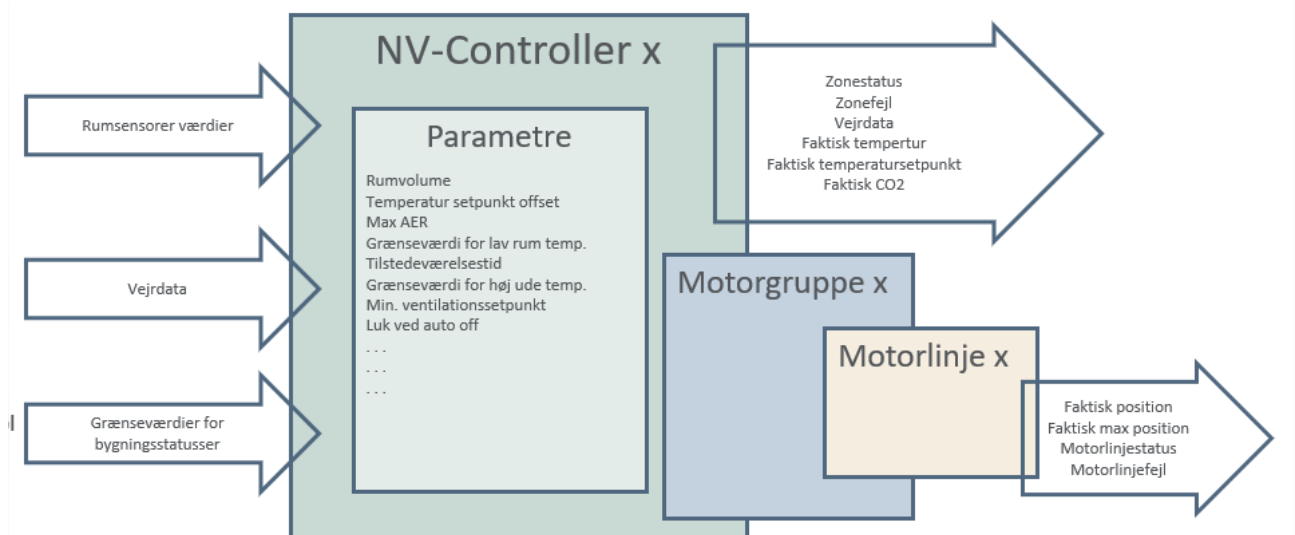 NV-Controller x
Rumsensorer værdier
Vejrdata
Grænseværdier for
bygningsstatusser
Parametre
Rumvolume
Temperatur setpunkt offset
Max AER
Grænseværdi for lav rum temp.
Tilstedeværelsestid
Grænseværdi for høj ude temp.
Min. ventilationssetpunkt
Luk ved auto off
. . .
. . .
. . .
Zonestatus
Zonefejl
Vejrdata
Faktisk tempertur
Faktisk temperatursetpunkt
Faktisk CO2
Motorgruppe x
Motorlinje x
Faktisk position
Faktisk max position
Motorlinjestatus
Motorlinjefejl